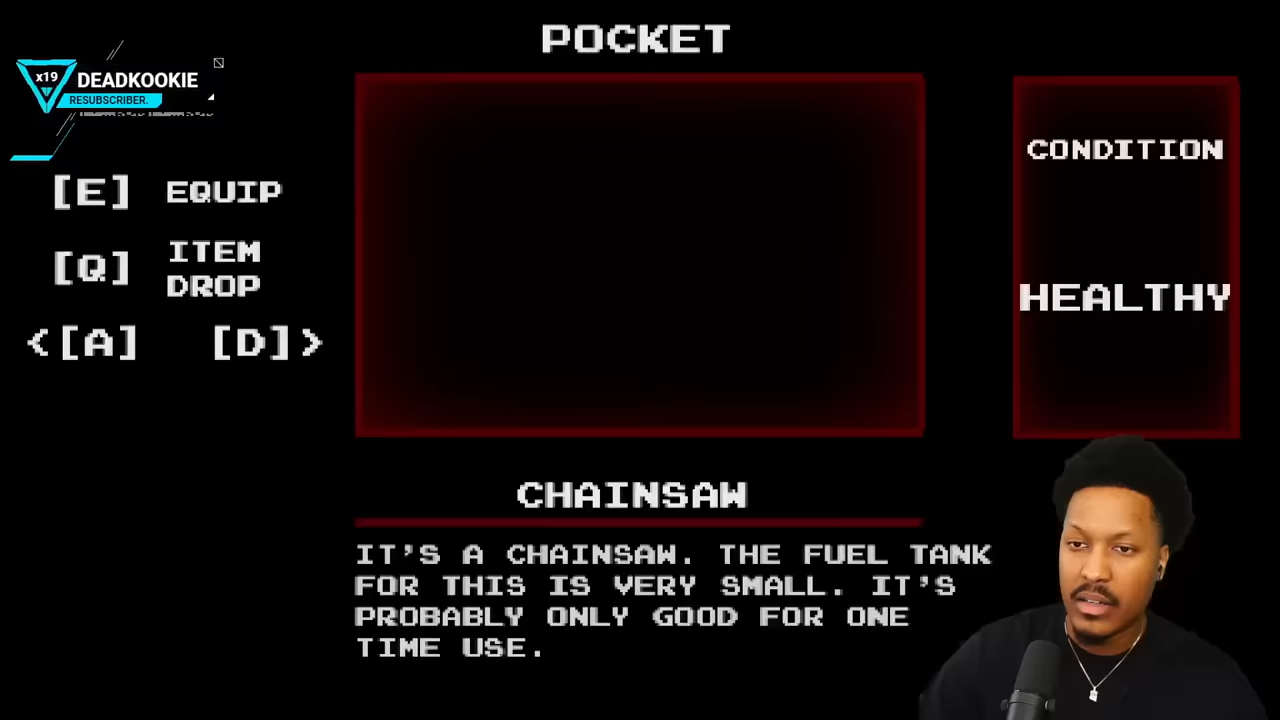 POCKET
x19
DEADKOOKIE
RESUBSCRIBER.
[E] EQUIP
[Q] ITEM
DROP
<[A] [D]>
CONDITION
HEALTHY
CHAINSAW
IT'S A CHAINSAW. THE FUEL TANK
FOR THIS IS VERY SMALL. IT'S
PROBABLY ONLY GOOD FOR ONE
TIME USE.